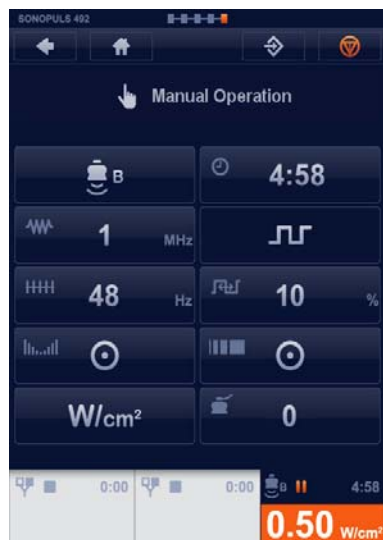 SONOPULS 492
Manual Operation
B
4:58
1 MHz
48 Hz
10 %
W/cm²
0
0:00
0:00
B 4:58
0.50 W/cm²